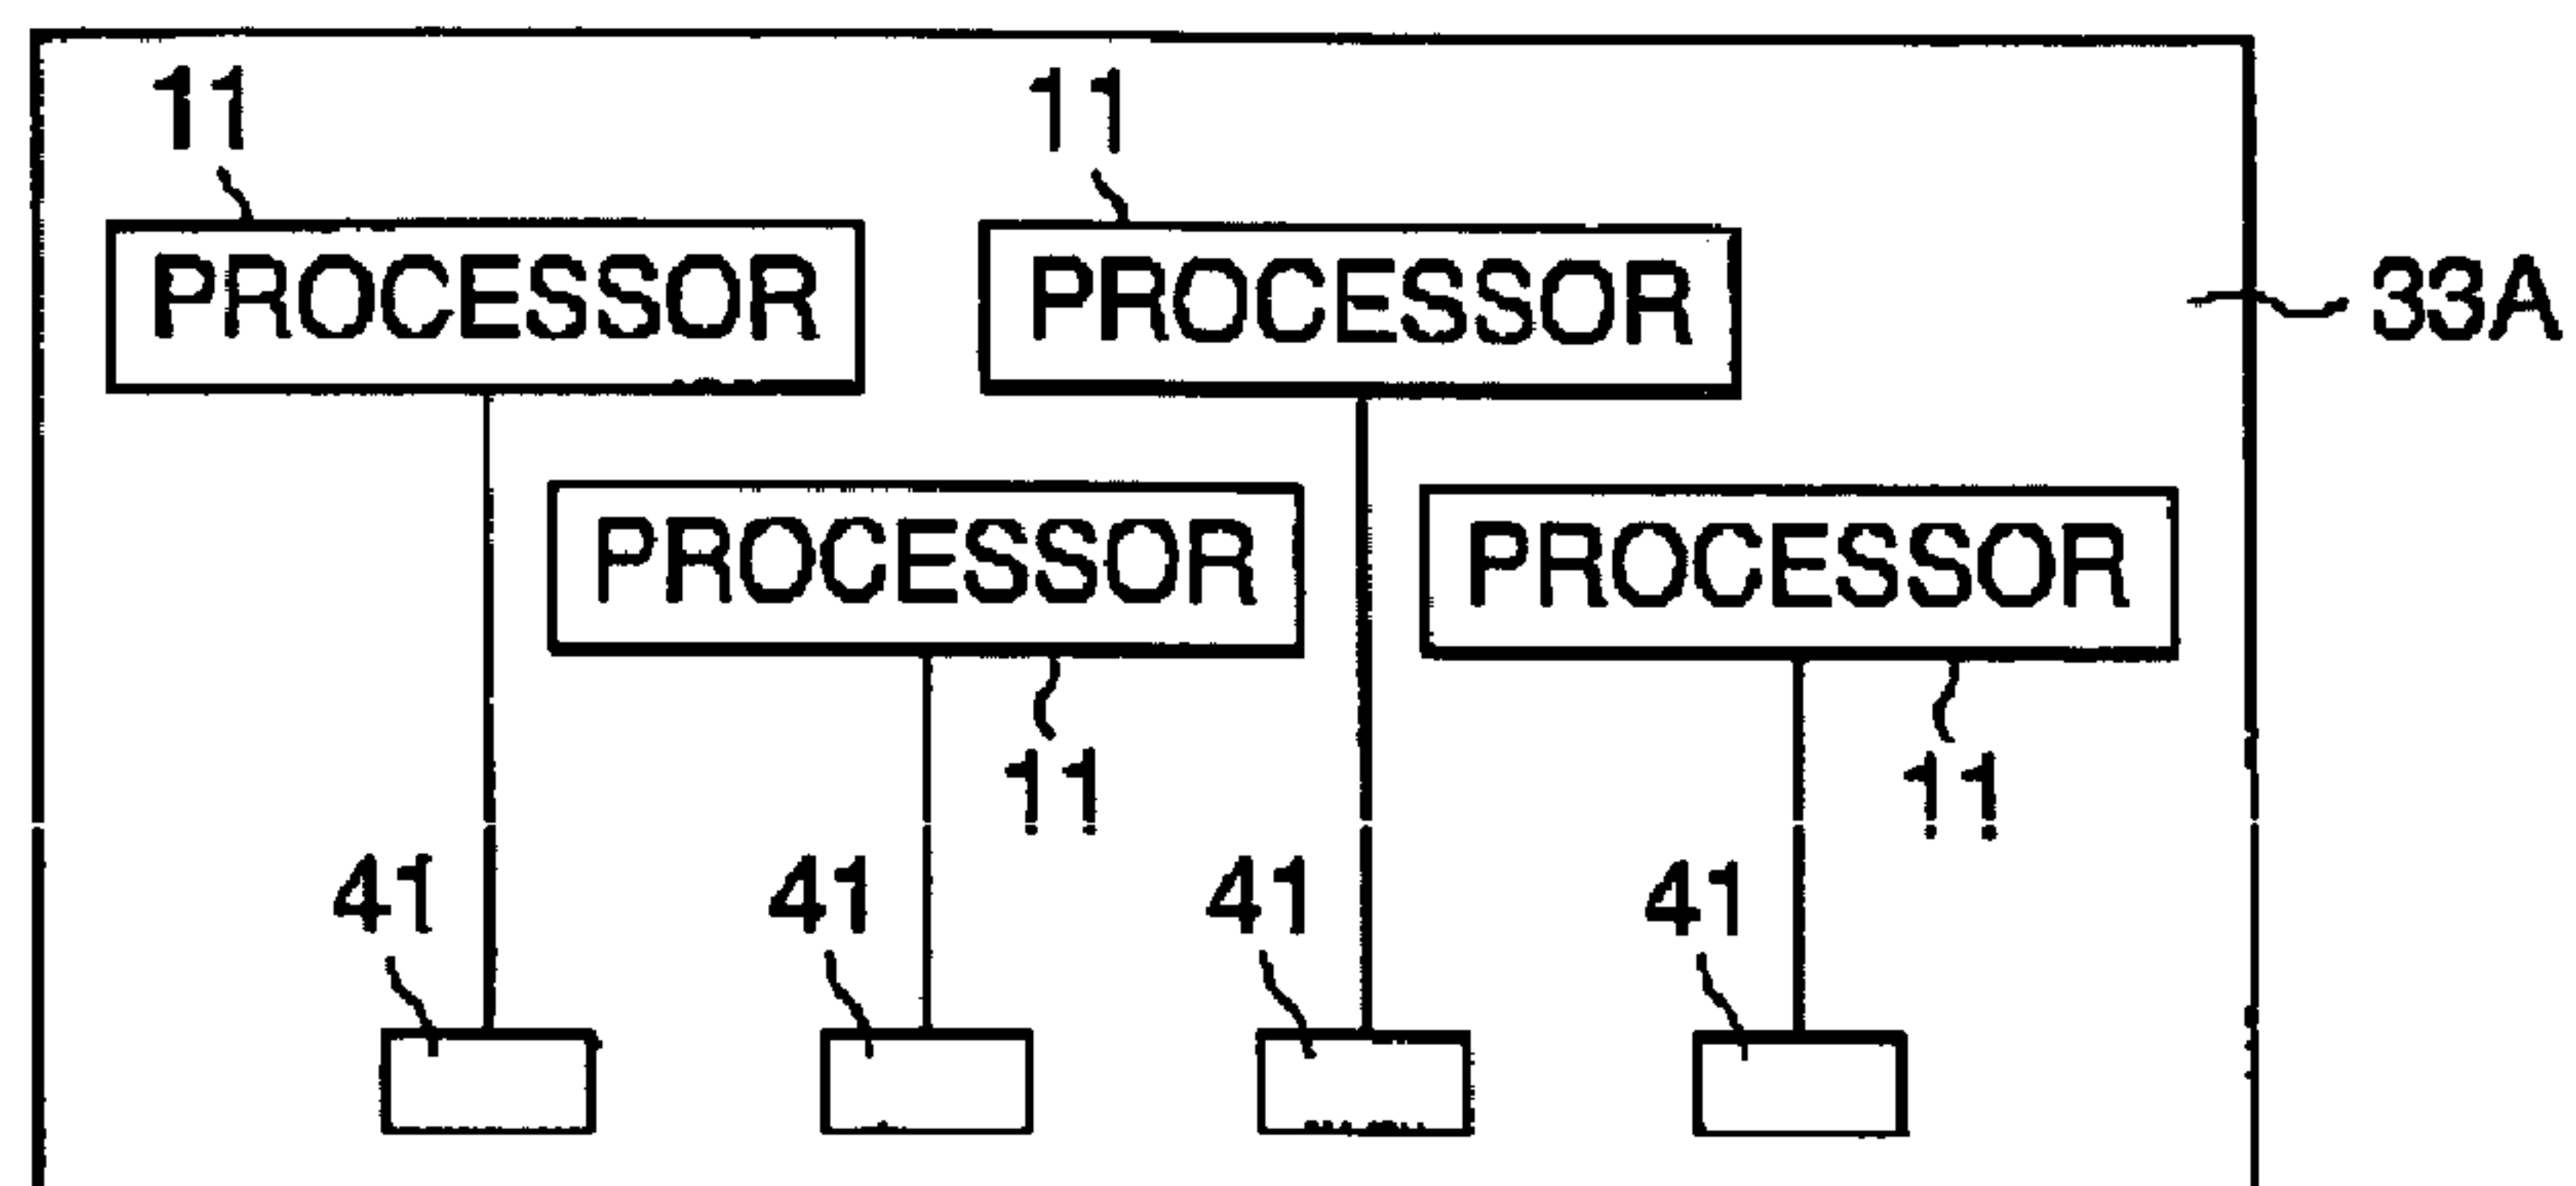 11 11
PROCESSOR PROCESSOR 33A
PROCESSOR PROCESSOR
11 11
41 41 41 41